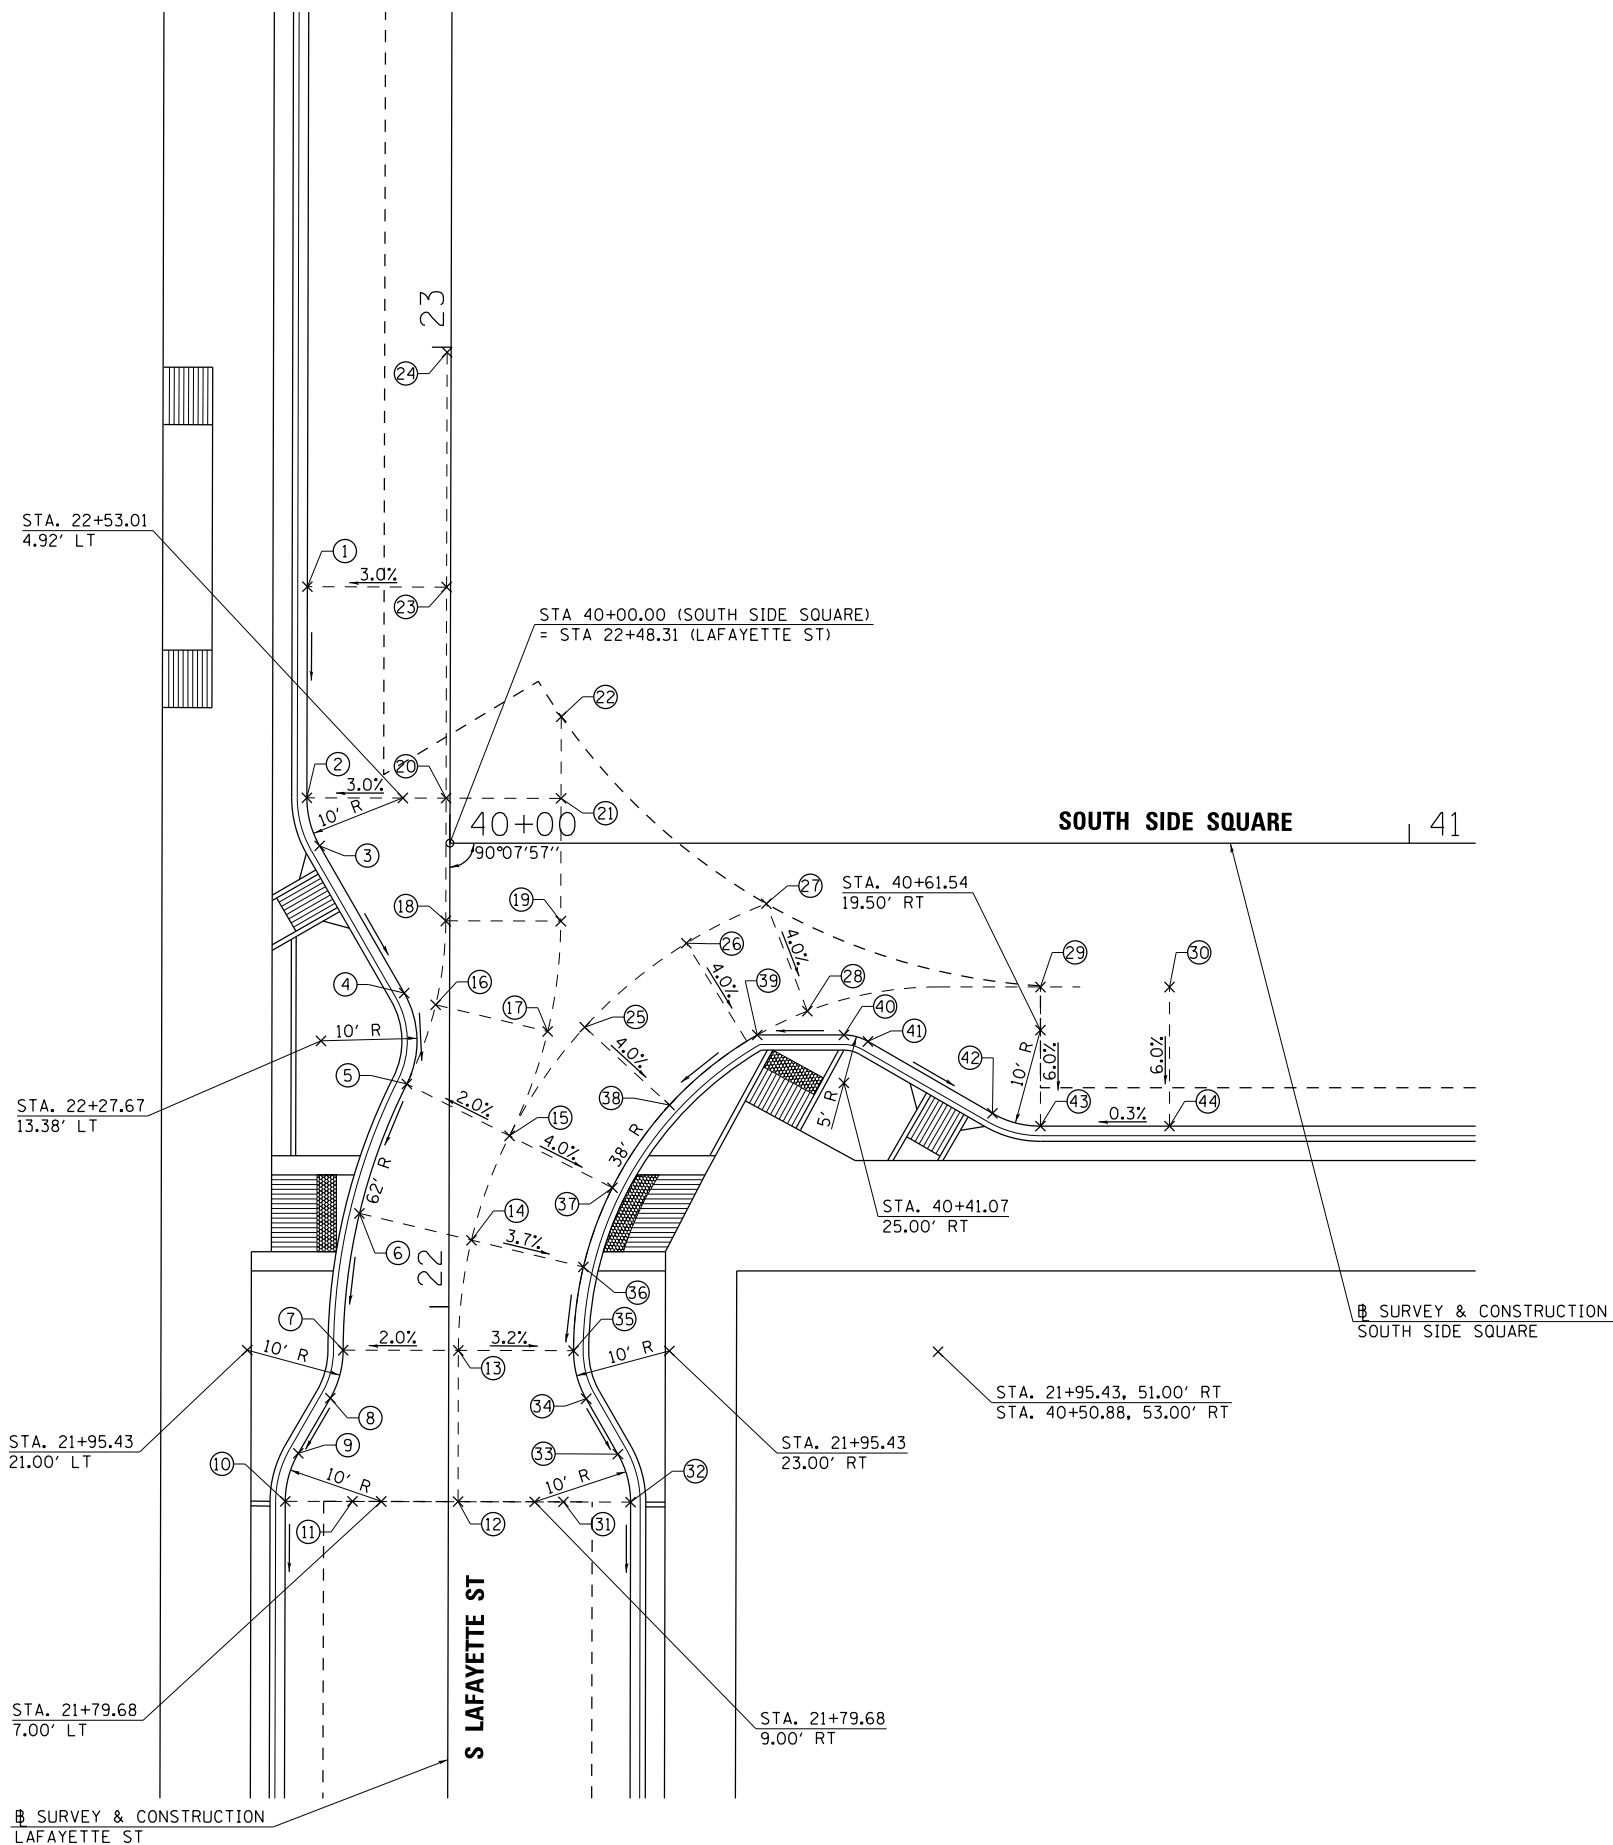 23
24
STA. 22+53.01
4.92' LT
1
3.0%
23
STA 40+00.00 (SOUTH SIDE SQUARE)
= STA 22+48.31 (LAFAYETTE ST)
22
2
20
3.0%
10' R
21
40+00
SOUTH SIDE SQUARE
41
90°07'57''
3
27
STA. 40+61.54
19.50' RT
18
19
26
4.0%
4.0%
29
30
4
16
28
39
17
25
40
41
10' R
4.0%
10' R
6.0%
6.0%
5
42
38
43
44
0.3%
STA. 22+27.67
13.38' LT
2.0%
15
4.0%
38' R
5' R
62' R
37
STA. 40+41.07
25.00' RT
14
3.7%
6
22
36
℄ SURVEY & CONSTRUCTION
SOUTH SIDE SQUARE
7
2.0%
3.2%
35
10' R
10' R
13
STA. 21+95.43, 51.00' RT
STA. 40+50.88, 53.00' RT
8
34
STA. 21+95.43
21.00' LT
9
33
STA. 21+95.43
23.00' RT
10
10' R
10' R
32
11
12
31
S LAFAYETTE ST
STA. 21+79.68
7.00' LT
STA. 21+79.68
9.00' RT
℄ SURVEY & CONSTRUCTION
LAFAYETTE ST